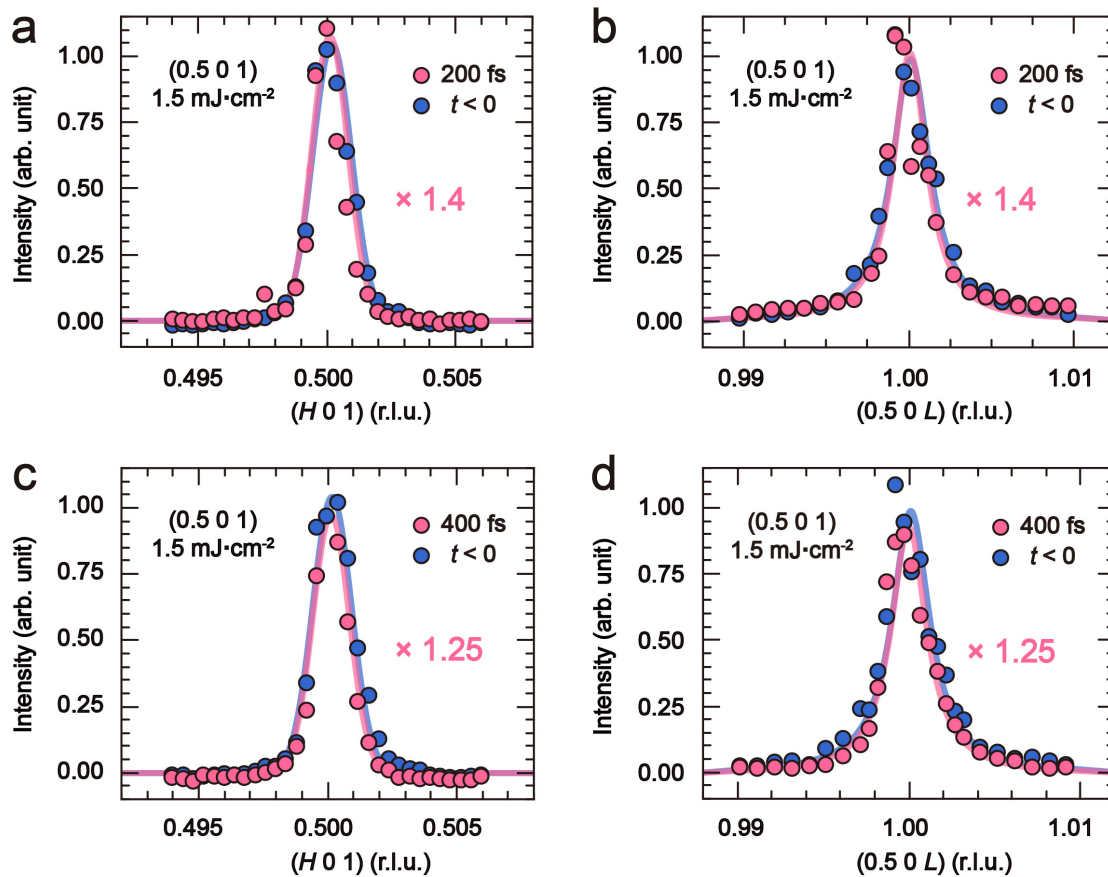 a
Intensity (arb. unit)
1.00
0.75
0.50
0.25
0.00
(0.5 0 1)
1.5 mJ·cm⁻²
200 fs
t < 0
× 1.4
0.495
0.500
0.505
(H 0 1) (r.l.u.)
b
Intensity (arb. unit)
1.00
0.75
0.50
0.25
0.00
(0.5 0 1)
1.5 mJ·cm⁻²
200 fs
t < 0
× 1.4
0.99
1.00
1.01
(0.5 0 L) (r.l.u.)
c
Intensity (arb. unit)
1.00
0.75
0.50
0.25
0.00
(0.5 0 1)
1.5 mJ·cm⁻²
400 fs
t < 0
× 1.25
0.495
0.500
0.505
(H 0 1) (r.l.u.)
d
Intensity (arb. unit)
1.00
0.75
0.50
0.25
0.00
(0.5 0 1)
1.5 mJ·cm⁻²
400 fs
t < 0
× 1.25
0.99
1.00
1.01
(0.5 0 L) (r.l.u.)